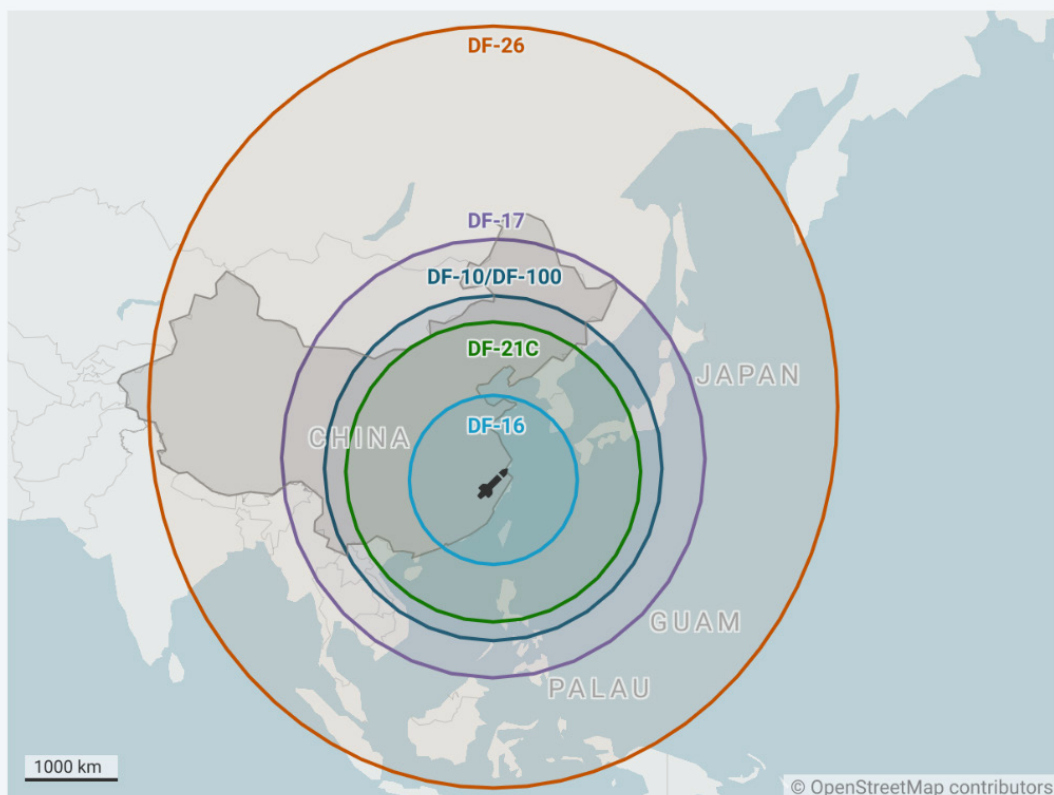 DF-26
DF-17
DF-10/DF-100
DF-21C
JAPAN
DF-16
CHINA
GUAM
PALAU
1000 km
© OpenStreetMap contributors